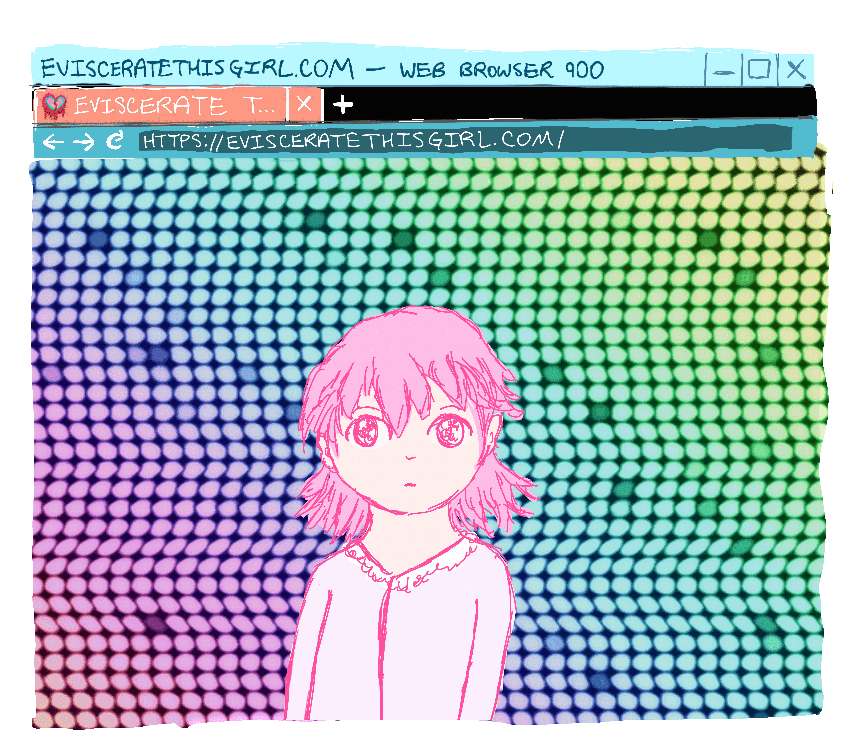 EVISCERATETHISGIRL.COM — WEB BROWSER 900
EVISCERATE T...
HTTPS://EVISCERATETHISGIRL.COM/